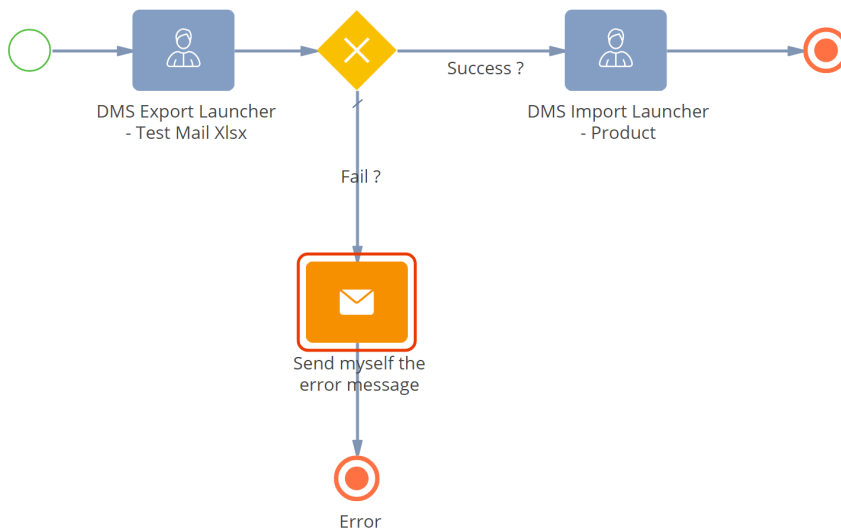 Success ?
DMS Export Launcher
- Test Mail Xlsx
DMS Import Launcher
- Product
Fail ?
Send myself the
error message
Error